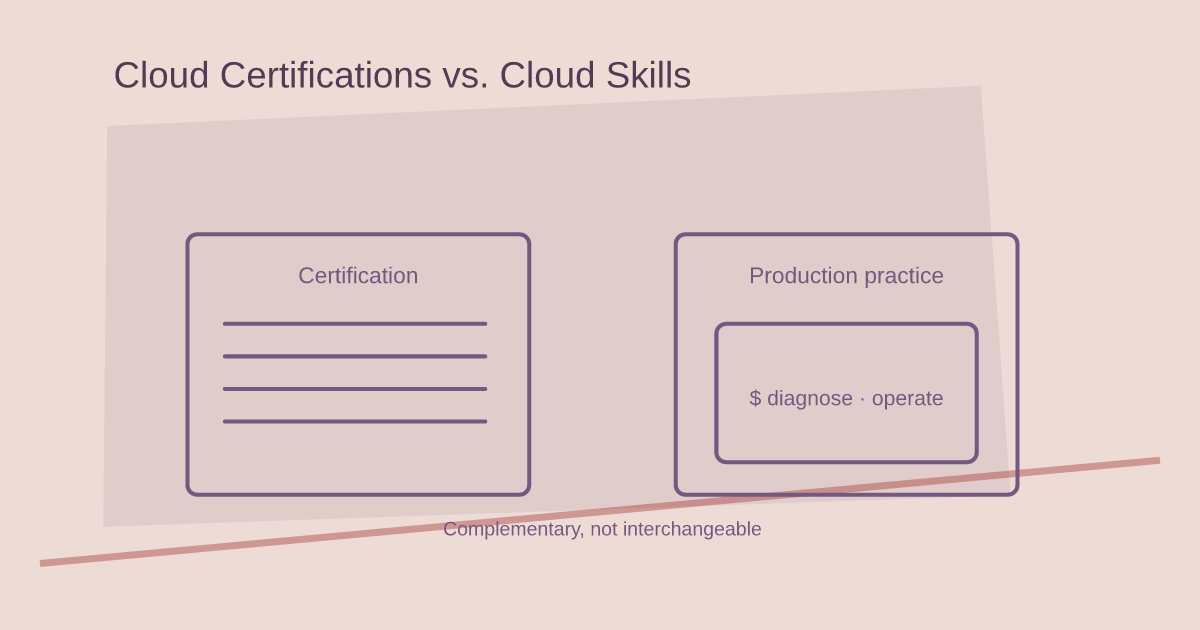 Cloud Certifications vs. Cloud Skills
Certification
Production practice
$ diagnose · operate
Complementary, not interchangeable